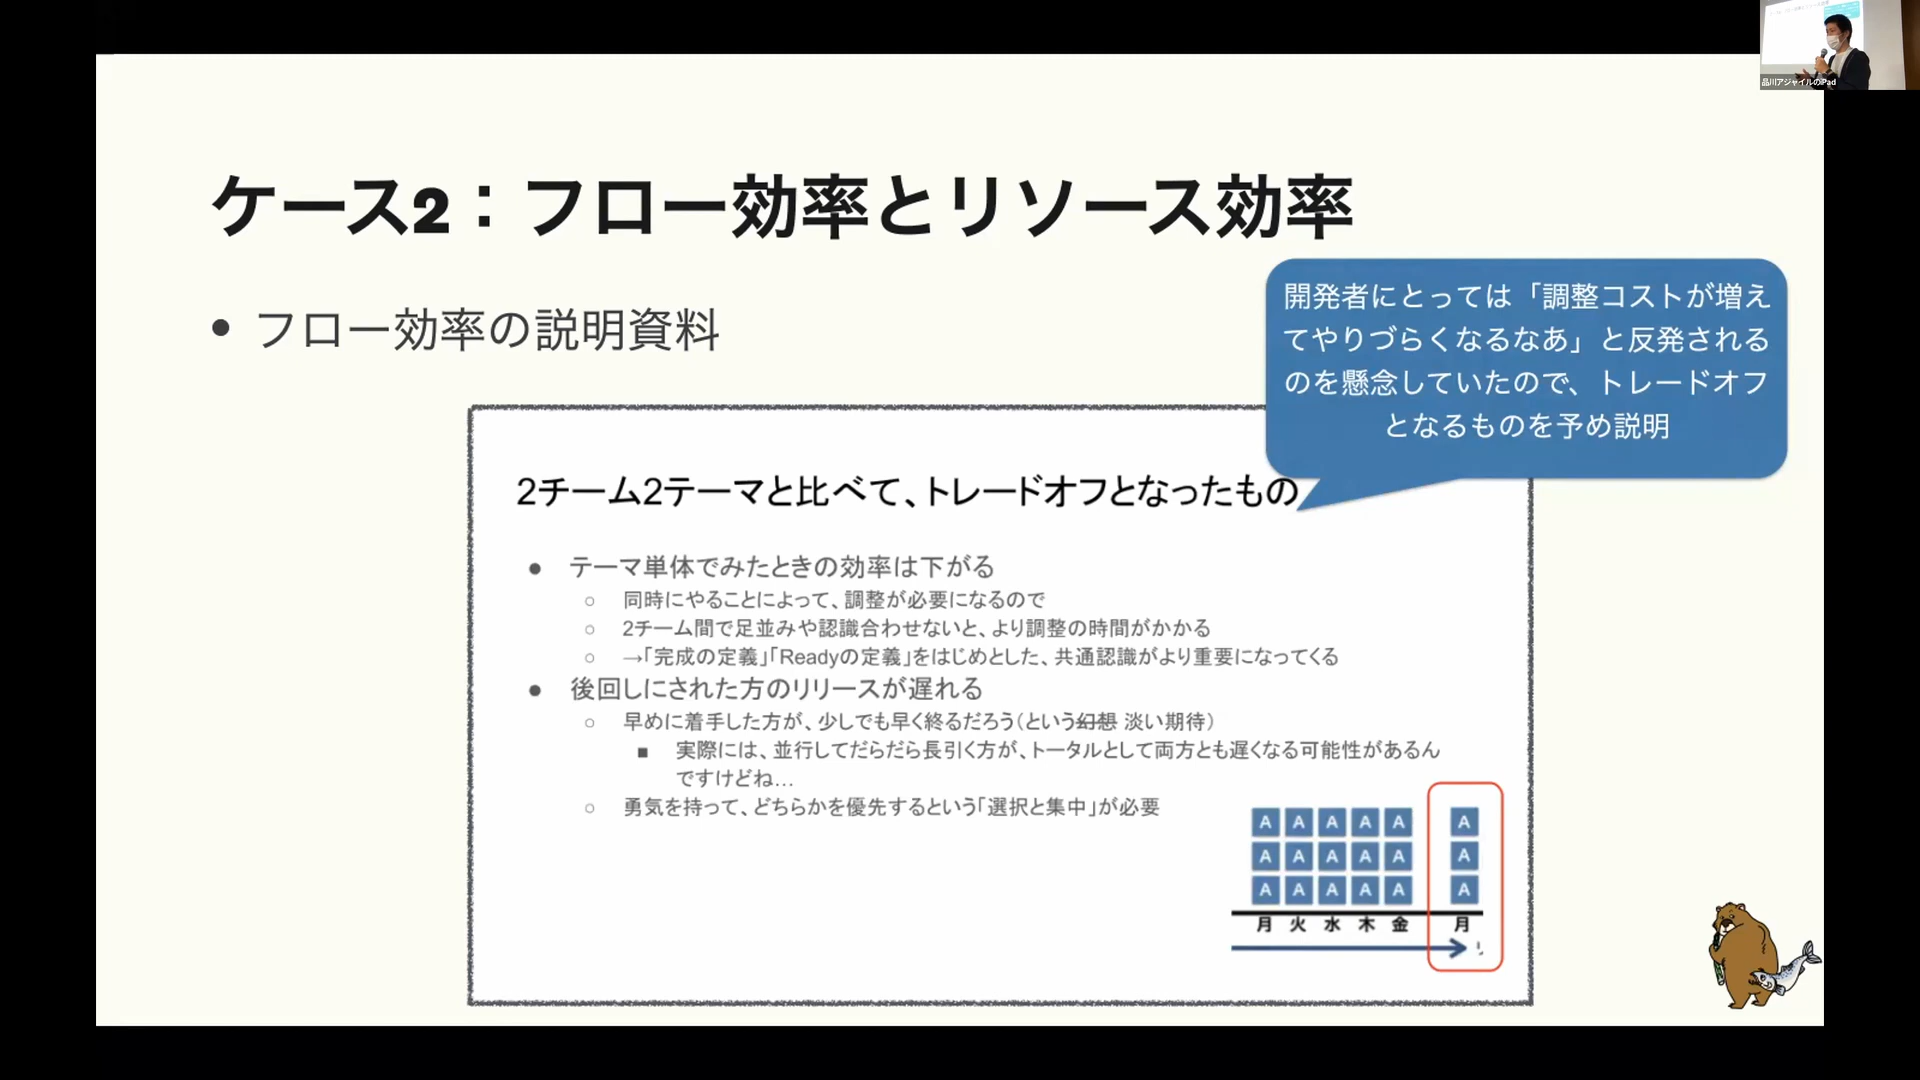 品川アジャイルのiPad
ケース2：フロー効率とリソース効率
• フロー効率の説明資料
開発者にとっては「調整コストが増え
てやりづらくなるなあ」と反発される
のを懸念していたので、トレードオフ
となるものを予め説明
2チーム2テーマと比べて、トレードオフとなったもの
● テーマ単体でみたときの効率は下がる
○ 同時にやることによって、調整が必要になるので
○ 2チーム間で足並みや認識合わせないと、より調整の時間がかかる
○ →「完成の定義」「Readyの定義」をはじめとした、共通認識がより重要になってくる
● 後回しにされた方のリリースが遅れる
○ 早めに着手した方が、少しでも早く終るだろう（という幻想 淡い期待）
■ 実際には、並行してだらだら長引く方が、トータルとして両方とも遅くなる可能性があるん
ですけどね…
○ 勇気を持って、どちらかを優先するという「選択と集中」が必要
A A A A A A
A A A A A A
A A A A A A
月 火 水 木 金 月